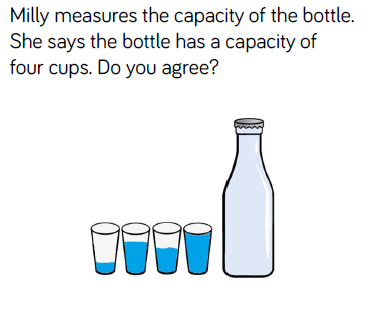 Milly measures the capacity of the bottle.
She says the bottle has a capacity of
four cups. Do you agree?